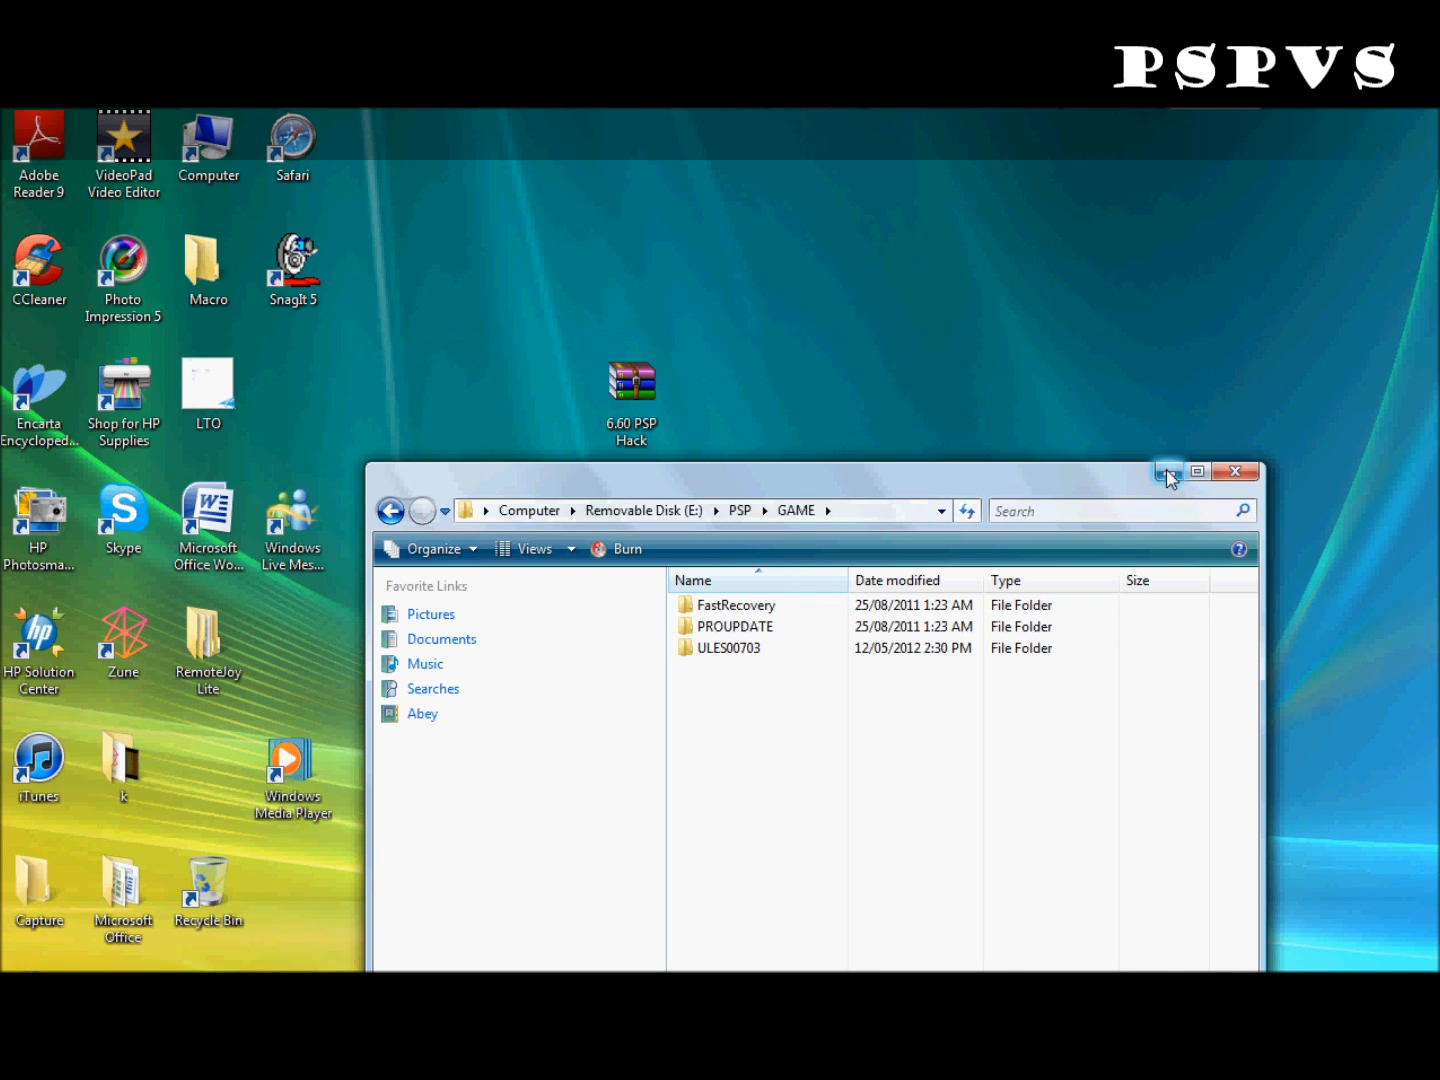 PSPVS
Adobe
Reader 9
VideoPad
Video Editor
Computer
Safari
CCleaner
Photo
Impression 5
Macro
SnagIt 5
Encarta
Encycloped...
Shop for HP
Supplies
LTO
6.60 PSP
Hack
HP
Photosma...
Skype
Microsoft
Office Wo...
Windows
Live Mes...
HP Solution
Center
Zune
RemoteJoy
Lite
iTunes
k
Windows
Media Player
Capture
Microsoft
Office
Recycle Bin
Computer Removable Disk (E:) PSP GAME
Search
Organize Views Burn
Favorite Links
Pictures
Documents
Music
Searches
Abey
Name Date modified Type Size
FastRecovery 25/08/2011 1:23 AM File Folder
PROUPDATE 25/08/2011 1:23 AM File Folder
ULES00703 12/05/2012 2:30 PM File Folder